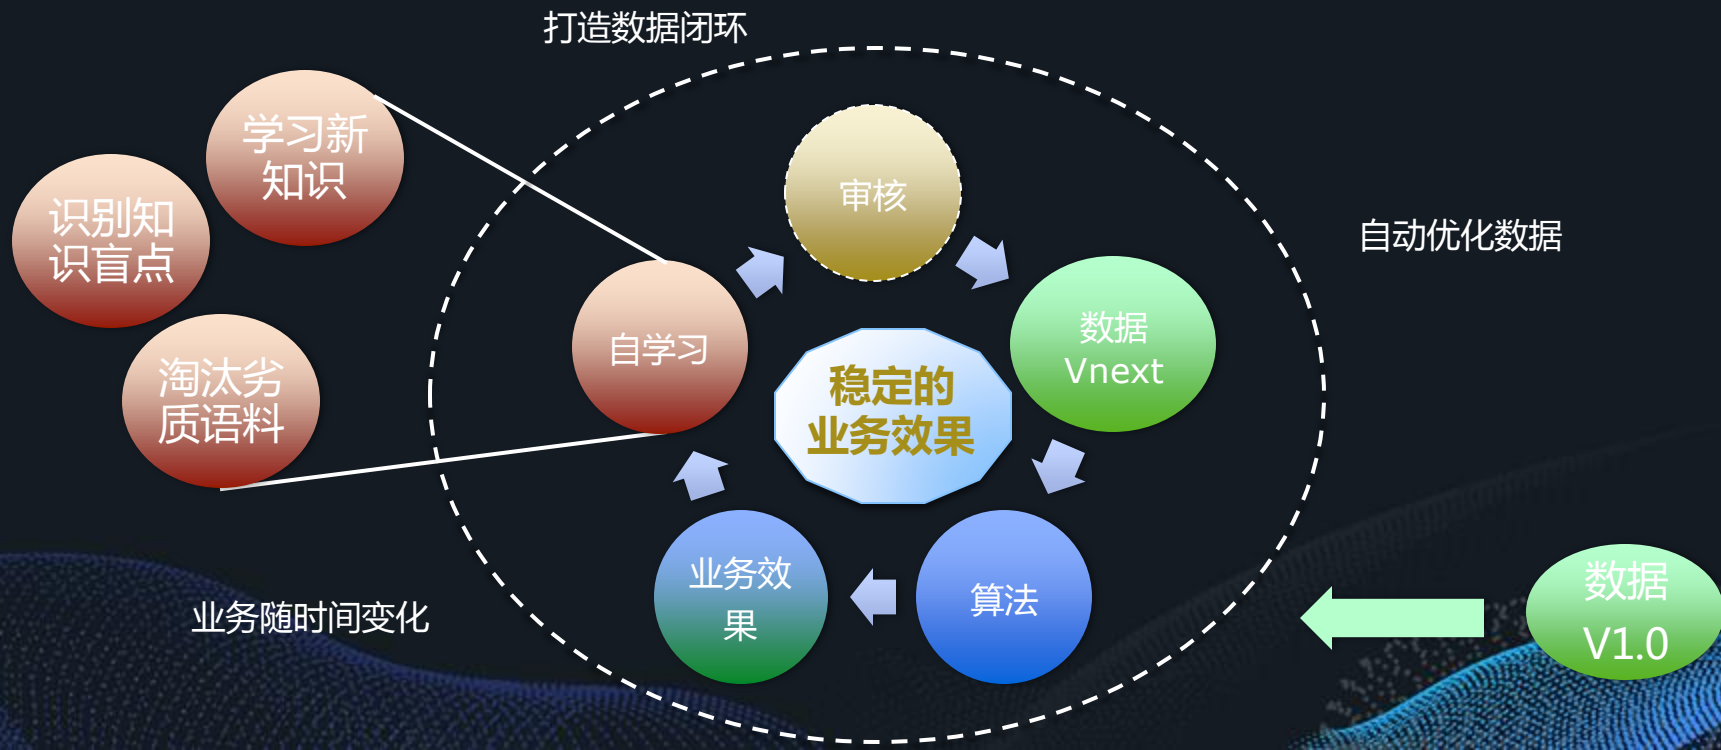 打造数据闭环
学习新
知识
识别知
识盲点
淘汰劣
质语料
审核
自动优化数据
自学习
数据
Vnext
稳定的
业务效果
业务效
果
算法
业务随时间变化
数据
V1.0